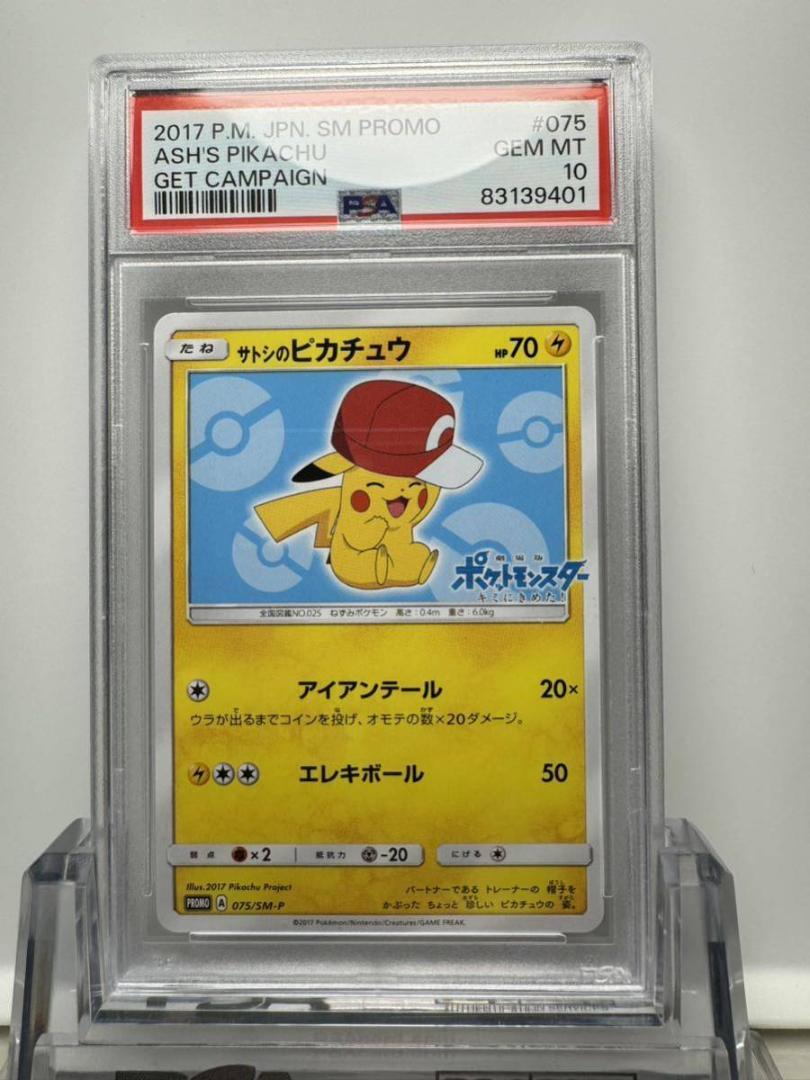 2017 P.M. JPN. SM PROMO #075
ASH'S PIKACHU GEM MT
GET CAMPAIGN 10
PSA 83139401
たね サトシのピカチュウ HP70
劇場版
ポケットモンスター
キミにきめた!
全国図鑑NO.025 ねずみポケモン 高さ:0.4m 重さ:6.0kg
アイアンテール 20×
ウラが出るまでコインを投げ、オモテの数×20ダメージ。
エレキボール 50
弱点 ×2 抵抗力 -20 にげる
Illus.2017 Pikachu Project
パートナーである トレーナーの 帽子を
かぶった ちょっと 珍しい ピカチュウの 姿。
PROMO A 075/SM-P
©2017 Pokémon/Nintendo/Creatures/GAME FREAK.